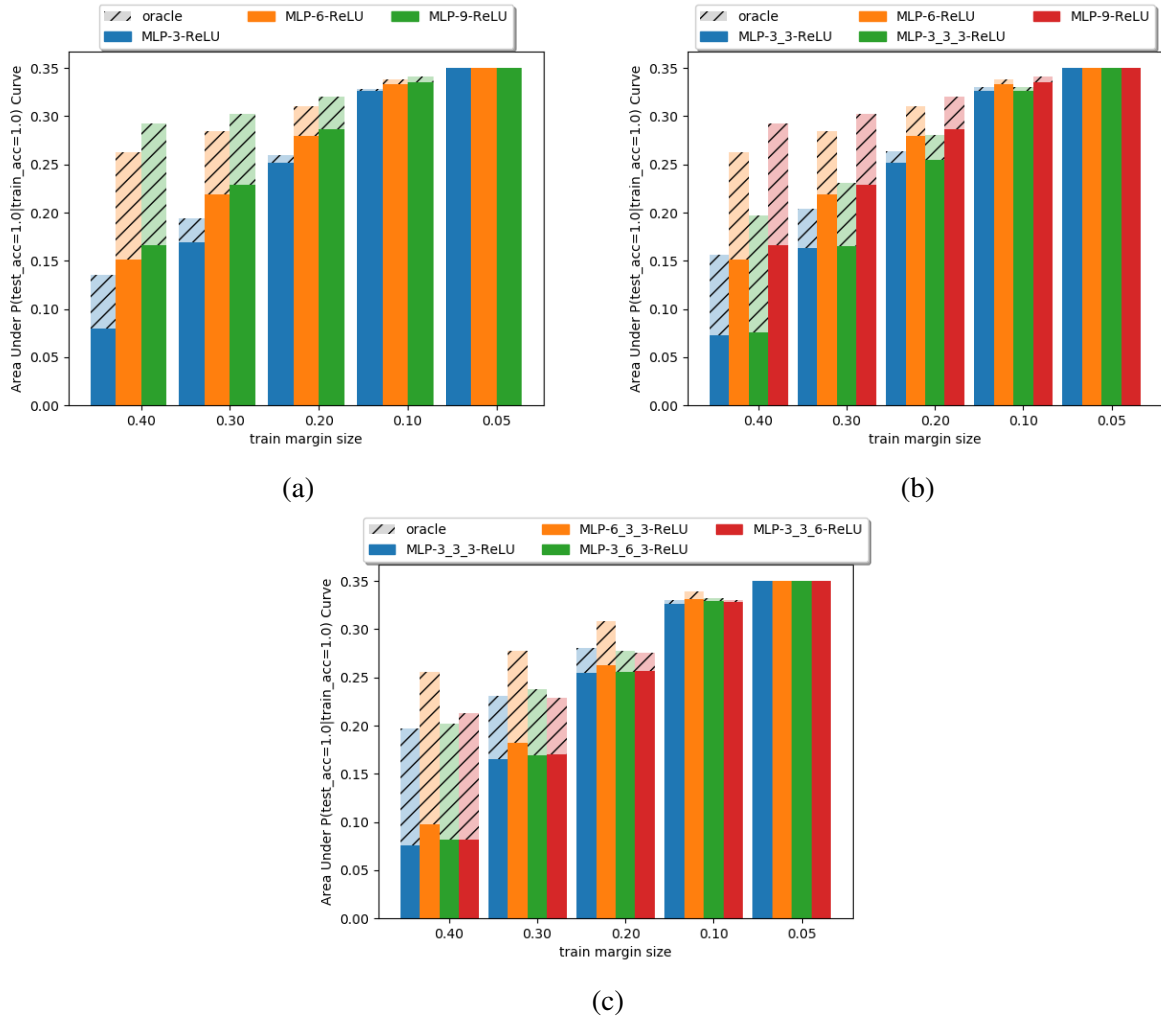 oracle MLP-6-ReLU MLP-9-ReLU
MLP-3-ReLU
Area Under P(test_acc=1.0|train_acc=1.0) Curve
0.35
0.30
0.25
0.20
0.15
0.10
0.05
0.00
0.40 0.30 0.20 0.10 0.05
train margin size
(a)
oracle MLP-6-ReLU MLP-9-ReLU
MLP-3_3-ReLU MLP-3_3_3-ReLU
Area Under P(test_acc=1.0|train_acc=1.0) Curve
0.35
0.30
0.25
0.20
0.15
0.10
0.05
0.00
0.40 0.30 0.20 0.10 0.05
train margin size
(b)
oracle MLP-6_3_3-ReLU MLP-3_3_6-ReLU
MLP-3_3_3-ReLU MLP-3_6_3-ReLU
Area Under P(test_acc=1.0|train_acc=1.0) Curve
0.35
0.30
0.25
0.20
0.15
0.10
0.05
0.00
0.40 0.30 0.20 0.10 0.05
train margin size
(c)